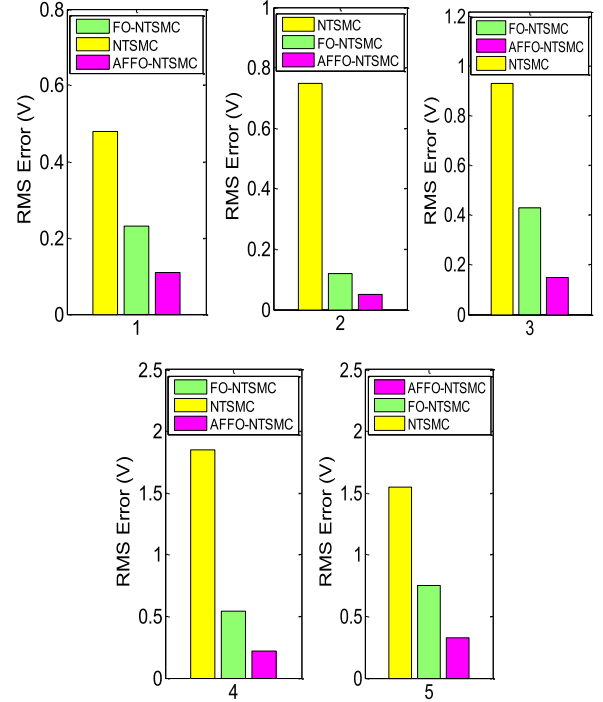 FO-NTSMC
NTSMC
AFFO-NTSMC
RMS Error (V)
0.8
0.6
0.4
0.2
0
1
NTSMC
FO-NTSMC
AFFO-NTSMC
RMS Error (V)
1
0.8
0.6
0.4
0.2
0
2
FO-NTSMC
AFFO-NTSMC
NTSMC
RMS Error (V)
1.2
1
0.8
0.6
0.4
0.2
0
3
FO-NTSMC
NTSMC
AFFO-NTSMC
RMS Error (V)
2.5
2
1.5
1
0.5
0
4
AFFO-NTSMC
FO-NTSMC
NTSMC
RMS Error (V)
2.5
2
1.5
1
0.5
0
5